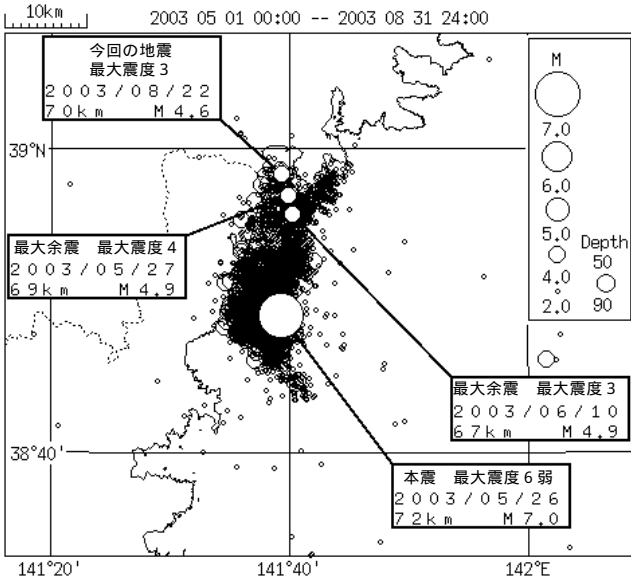 10km
2003 05 01 00:00 -- 2003 08 31 24:00
今回の地震
最大震度3
2003/08/22
70km M 4.6
39°N
最大余震 最大震度4
2003/05/27
69km M 4.9
M
7.0
6.0
5.0
4.0
2.0
Depth
50
90
最大余震 最大震度3
2003/06/10
67km M 4.9
38°40'
本震 最大震度6弱
2003/05/26
72km M 7.0
141°20'
141°40'
142°E